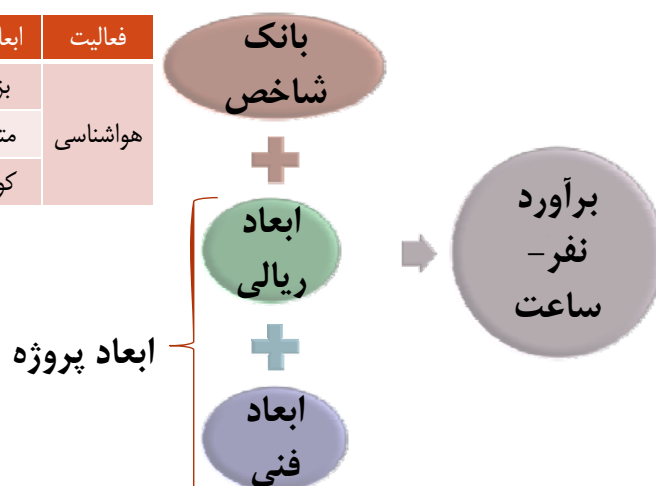 فعالیت
هواشناسی
بانک
شاخص
ابعاد
ریالی
ابعاد
فنی
ابعاد پروژه
برآورد
نفر-
ساعت